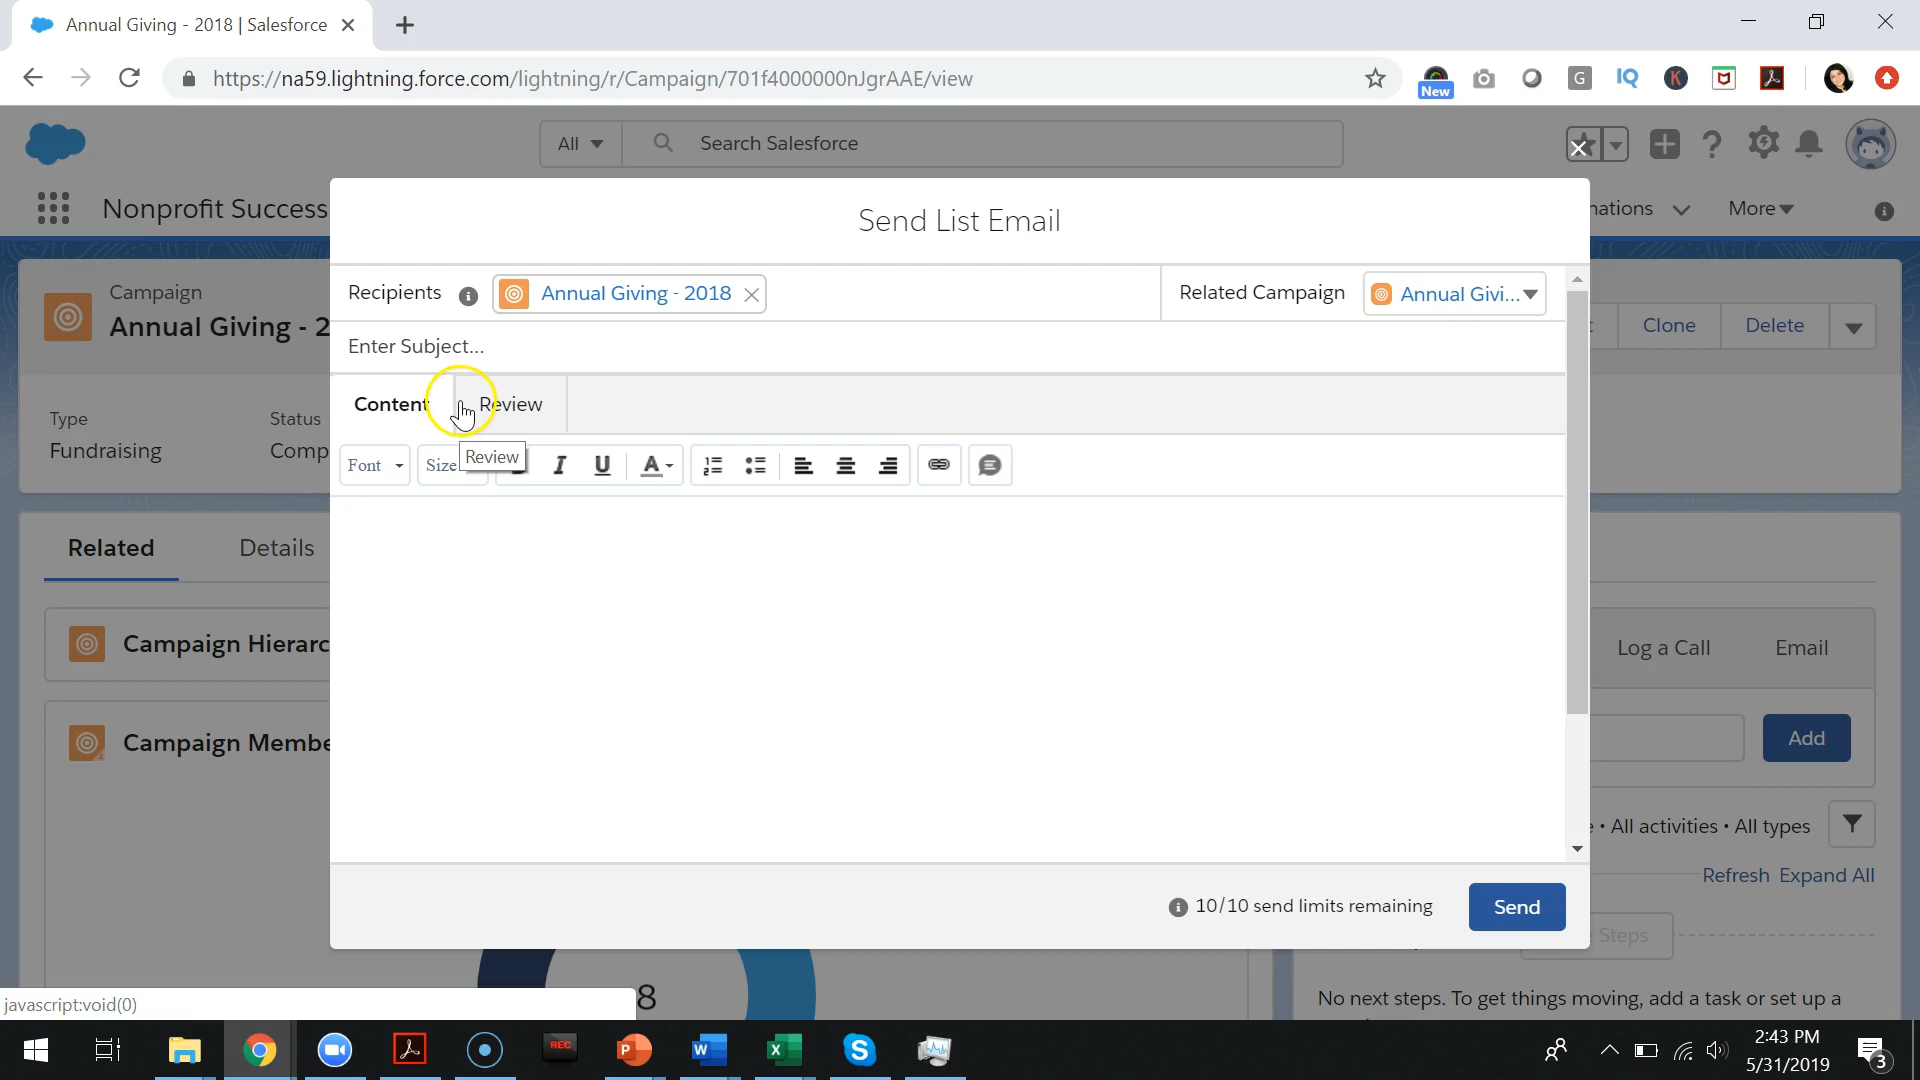 Annual Giving - 2018 | Salesforce
https://na59.lightning.force.com/lightning/r/Campaign/701f4000000nJgrAAE/view
New
G
IQ
K
All
Search Salesforce
Nonprofit Success
nations
More
Send List Email
Campaign
Annual Giving - 2
Recipients
Annual Giving - 2018
Related Campaign
Annual Givi...
Clone
Delete
Enter Subject...
Content
Review
Type
Status
Fundraising
Comp
Font
Size
Review
I
U
A
Related
Details
Campaign Hierarc
Log a Call
Email
Campaign Membe
Add
• All activities • All types
Refresh
Expand All
10/10 send limits remaining
Send
Steps
8
No next steps. To get things moving, add a task or set up a
javascript:void(0)
REC
2:43 PM
5/31/2019
3